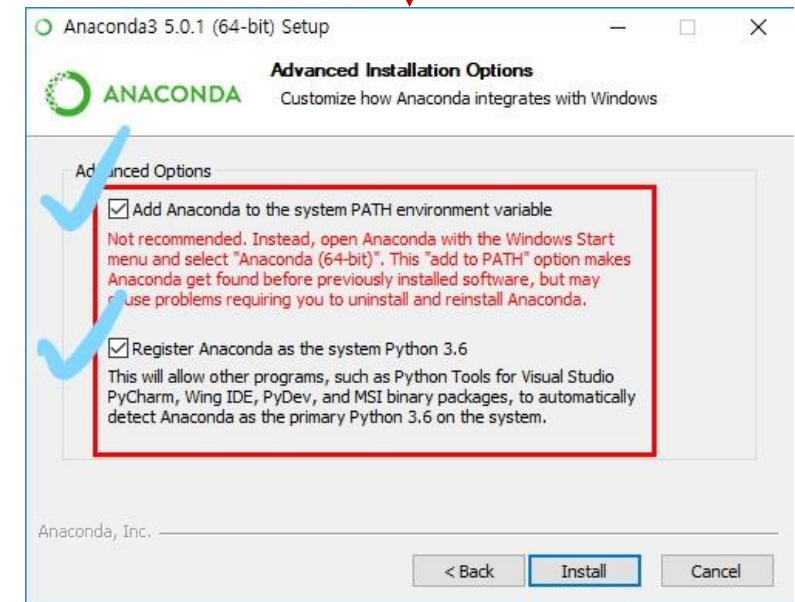 Anaconda3 5.0.1 (64-bit) Setup
ANACONDA
Advanced Installation Options
Customize how Anaconda integrates with Windows
Advanced Options
Add Anaconda to the system PATH environment variable
Not recommended. Instead, open Anaconda with the Windows Start
menu and select "Anaconda (64-bit)". This "add to PATH" option makes
Anaconda get found before previously installed software, but may
cause problems requiring you to uninstall and reinstall Anaconda.
Register Anaconda as the system Python 3.6
This will allow other programs, such as Python Tools for Visual Studio
PyCharm, Wing IDE, PyDev, and MSI binary packages, to automatically
detect Anaconda as the primary Python 3.6 on the system.
Anaconda, Inc.
< Back
Install
Cancel